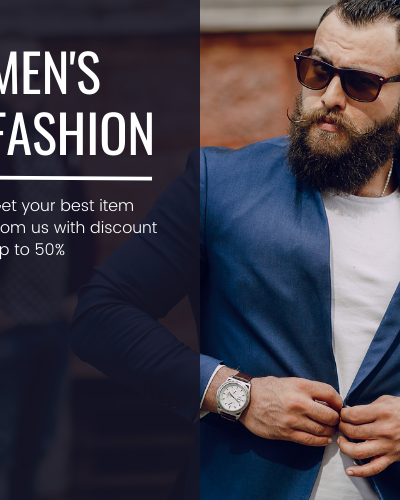 MEN'S
FASHION
et your best item
om us with discount
p to 50%